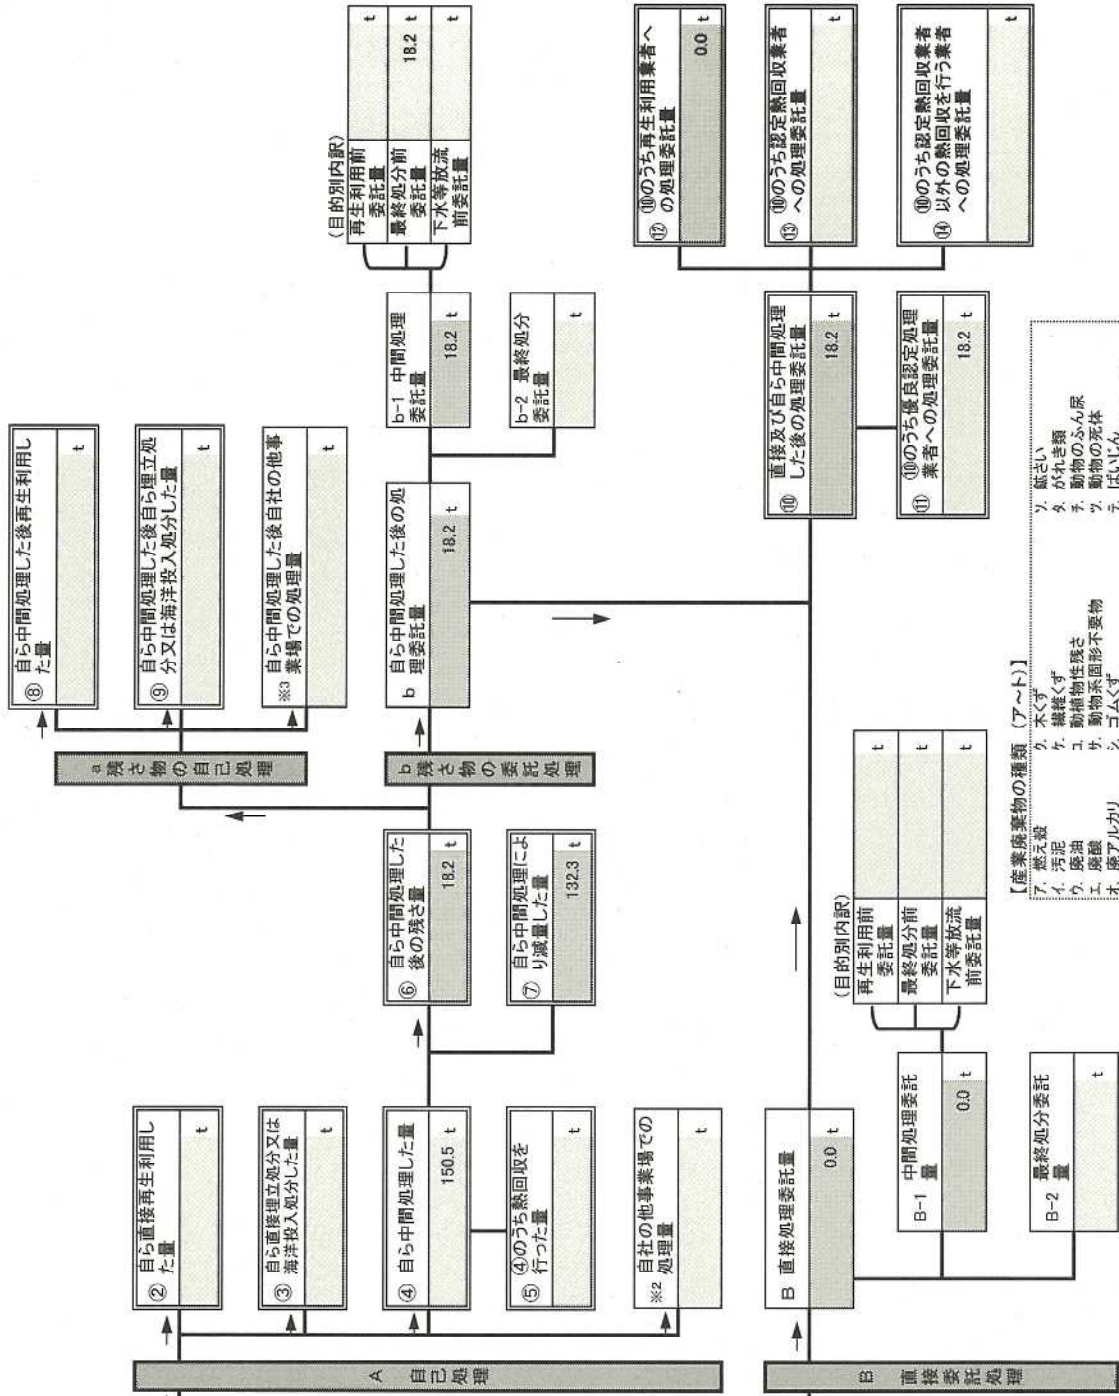 A 自己処理
② 自ら直接再生利用し
た量
t
③ 自ら直接埋立処分又は
海洋投入処分した量
t
④ 自ら中間処理した量
150.5 t
⑤ ④のうち熱回収を
行った量
t
※2 自社の他事業場での
処理量
t
⑥ 自ら中間処理した
後の残さ量
18.2 t
⑦ 自ら中間処理によ
り減量した量
132.3 t
a 残さ物の自己処理
⑧ 自ら中間処理した後再生利用し
た量
t
⑨ 自ら中間処理した後自ら埋立処
分又は海洋投入処分した量
t
※3 自ら中間処理した後自社の他事
業場での処理量
t
b 残さ物の委託処理
b 自ら中間処理した後の処
理委託量
18.2 t
b-1 中間処理
委託量
18.2 t
b-2 最終処分
委託量
t
(目的別内訳)
再生利用前
委託量
t
最終処分前
委託量
18.2 t
下水等放流
前委託量
t
B 直接委託処理
B 直接処理委託量
0.0 t
B-1 中間処理委託
量
0.0 t
B-2 最終処分委託
量
t
(目的別内訳)
再生利用前
委託量
t
最終処分前
委託量
t
下水等放流
前委託量
t
⑩ 直接及び自ら中間処理
した後の処理委託量
18.2 t
⑪ ⑩のうち優良認定処理
業者への処理委託量
18.2 t
⑫ ⑩のうち再生利用業者へ
の処理委託量
0.0 t
⑬ ⑩のうち認定熱回収業者
への処理委託量
t
⑭ ⑩のうち認定熱回収業者
以外の熱回収を行う業者
への処理委託量
t
【産業廃棄物の種類 (ア~ト)】
ア. 燃え殻 ク. 木くず ソ. 鉱さい
イ. 汚泥 ケ. 繊維くず タ. がれき類
ウ. 廃油 コ. 動植物性残さ チ. 動物のふん尿
エ. 廃酸 サ. 動物系固形不要物 ツ. 動物の死体
オ. 廃アルカリ シ. ゴムくず テ. ばいじん